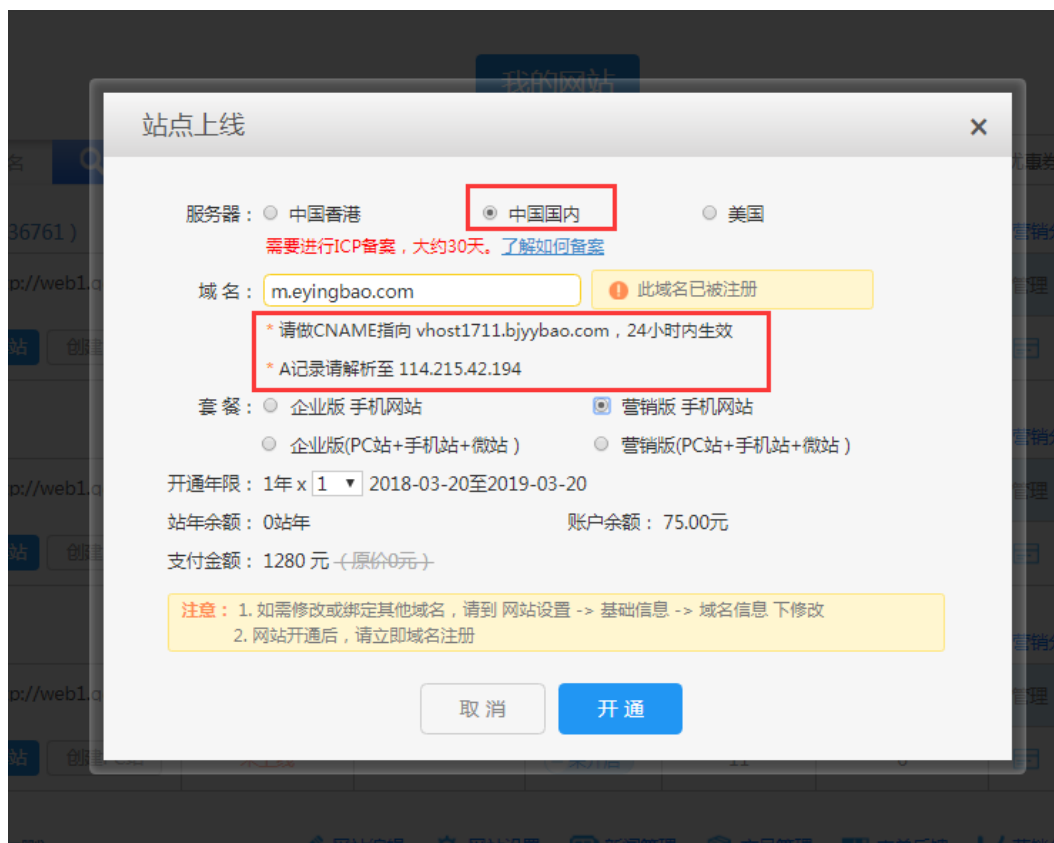 我的网站
站点上线 ×
名
优惠券
36761）
服务器： 中国香港 中国国内 美国
需要进行ICP备案，大约30天。了解如何备案
域 名： m.eyingbao.com 此域名已被注册
* 请做CNAME指向 vhost1711.bjyybao.com，24小时内生效
* A记录请解析至 114.215.42.194
套 餐： 企业版 手机网站 营销版 手机网站
企业版(PC站+手机站+微站 ) 营销版(PC站+手机站+微站 )
开通年限： 1年 x 1 ▼ 2018-03-20至2019-03-20
站年余额： 0站年 账户余额： 75.00元
支付金额： 1280 元（原价0元）
注意： 1. 如需修改或绑定其他域名，请到 网站设置 -> 基础信息 -> 域名信息 下修改
2. 网站开通后，请立即域名注册
取 消 开 通